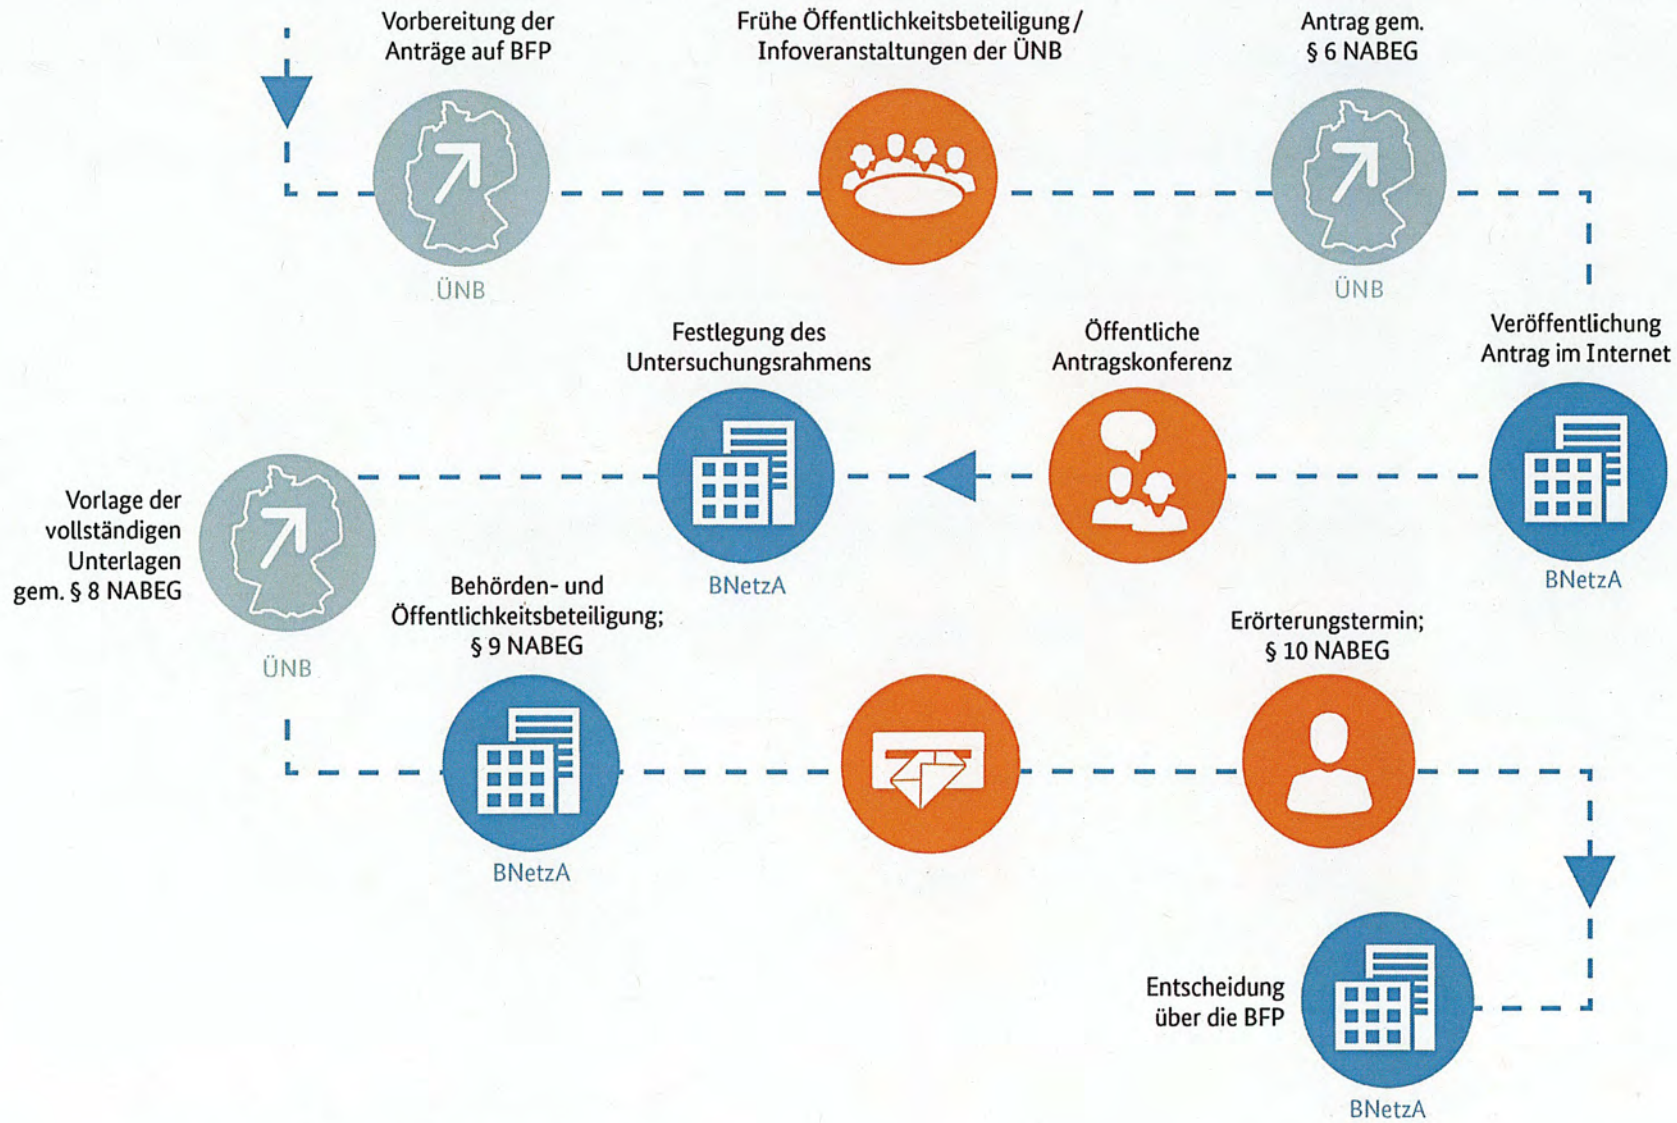 Vorbereitung der
Anträge auf BFP
ÜNB
Frühe Öffentlichkeitsbeteiligung/
Infoveranstaltungen der ÜNB
Antrag gem.
§ 6 NABEG
ÜNB
Veröffentlichung
Antrag im Internet
BNetzA
Öffentliche
Antragskonferenz
Festlegung des
Untersuchungsrahmens
BNetzA
Vorlage der
vollständigen
Unterlagen
gem. § 8 NABEG
ÜNB
Behörden- und
Öffentlichkeitsbeteiligung;
§ 9 NABEG
BNetzA
Erörterungstermin;
§ 10 NABEG
Entscheidung
über die BFP
BNetzA